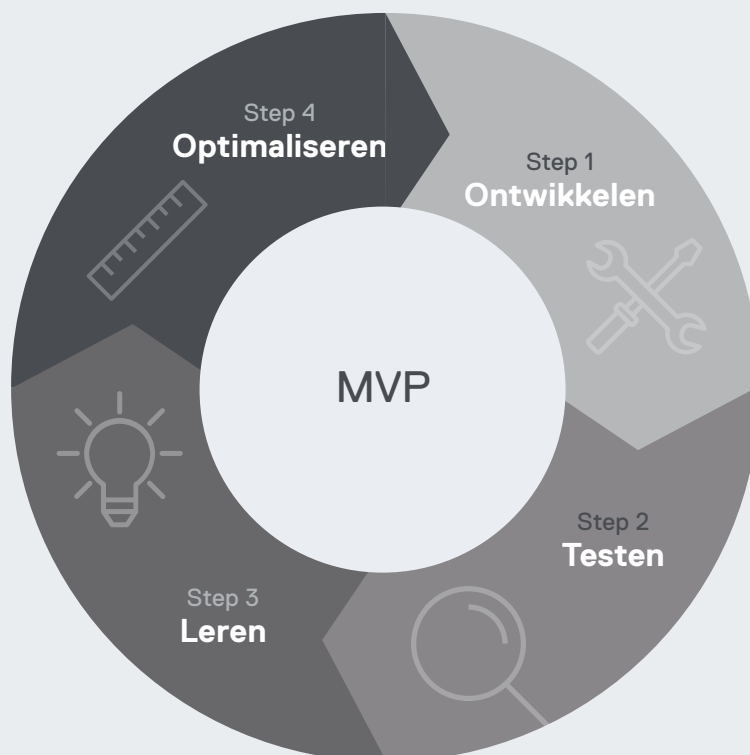 Step 4
Optimaliseren
Step 1
Ontwikkelen
MVP
Step 2
Testen
Step 3
Leren